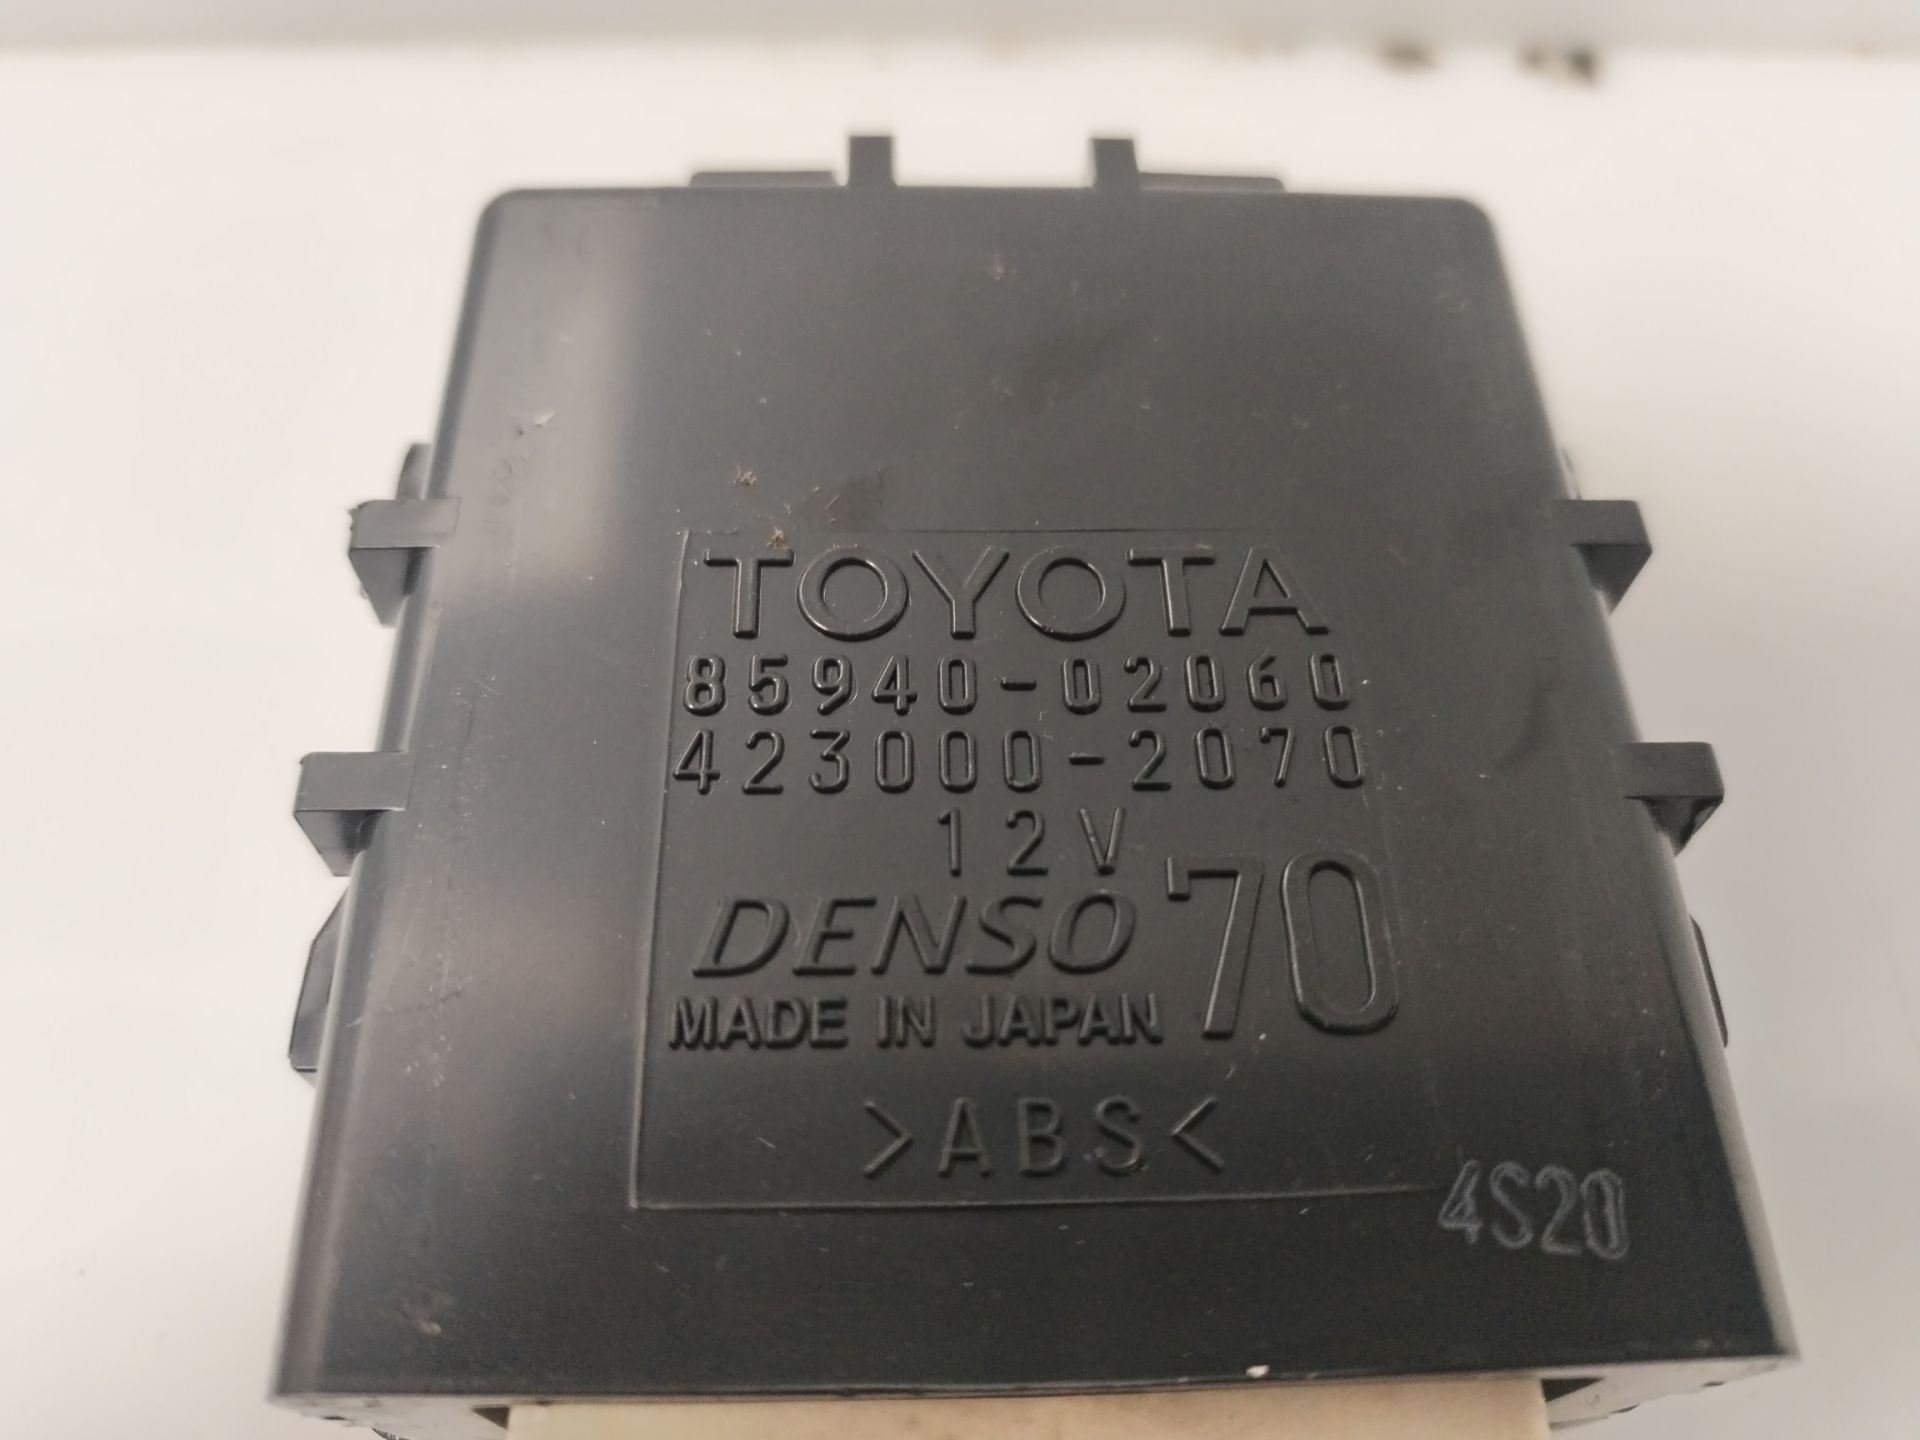 TOYOTA
85940-02060
423000-2070
12V
DENSO '70
MADE IN JAPAN
>ABS<
4S20